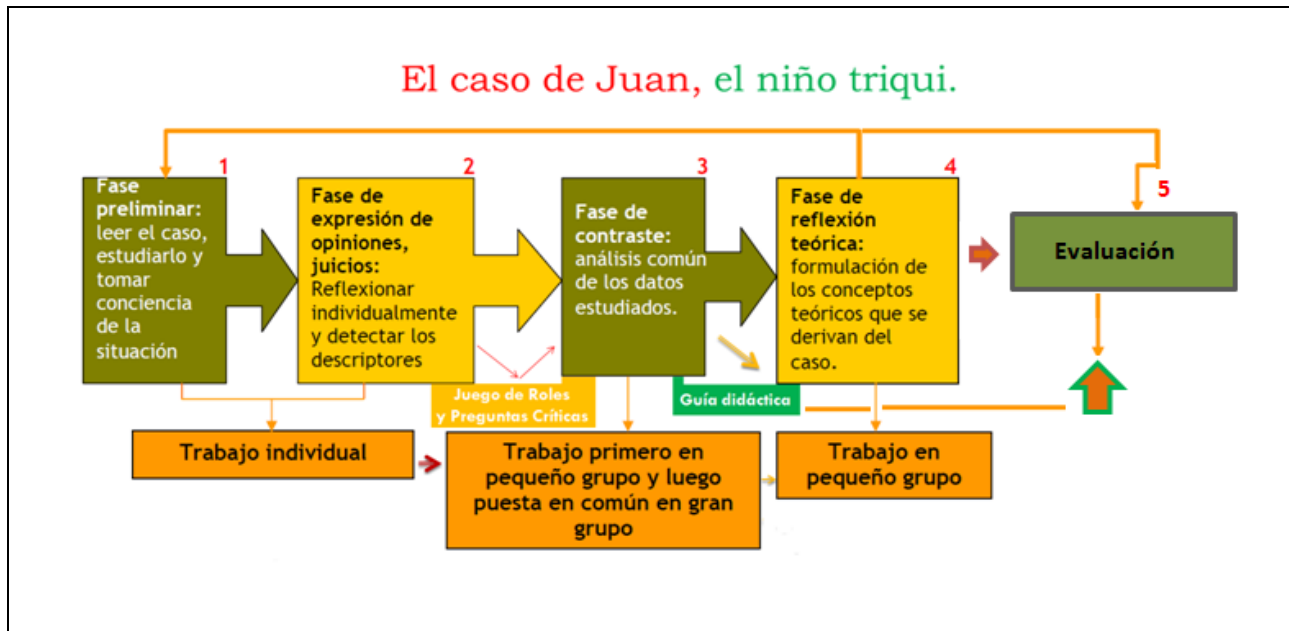 El caso de Juan, el niño triqui.
1
Fase
preliminar:
leer el caso,
estudiarlo y
tomar
conciencia
de la
situación
2
Fase de
expresión de
opiniones,
juicios:
Reflexionar
individualmente
y detectar los
descriptores
3
Fase de
contraste:
análisis común
de los datos
estudiados.
4
Fase de
reflexión
teórica:
formulación de
los conceptos
teóricos que se
derivan del
caso.
5
Evaluación
Juego de Roles
y Preguntas Críticas
Guía didáctica
Trabajo individual
Trabajo primero en
pequeño grupo y luego
puesta en común en gran
grupo
Trabajo en
pequeño grupo